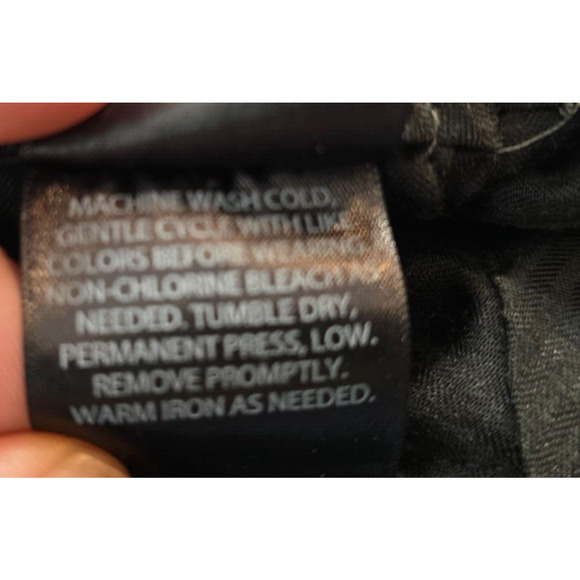 MACHINE WASH COLD,
GENTLE CYCLE WITH LIKE
COLORS BEFORE WEARING.
NON-CHLORINE BLEACH
NEEDED. TUMBLE DRY,
PERMANENT PRESS, LOW.
REMOVE PROMPTLY.
WARM IRON AS NEEDED.